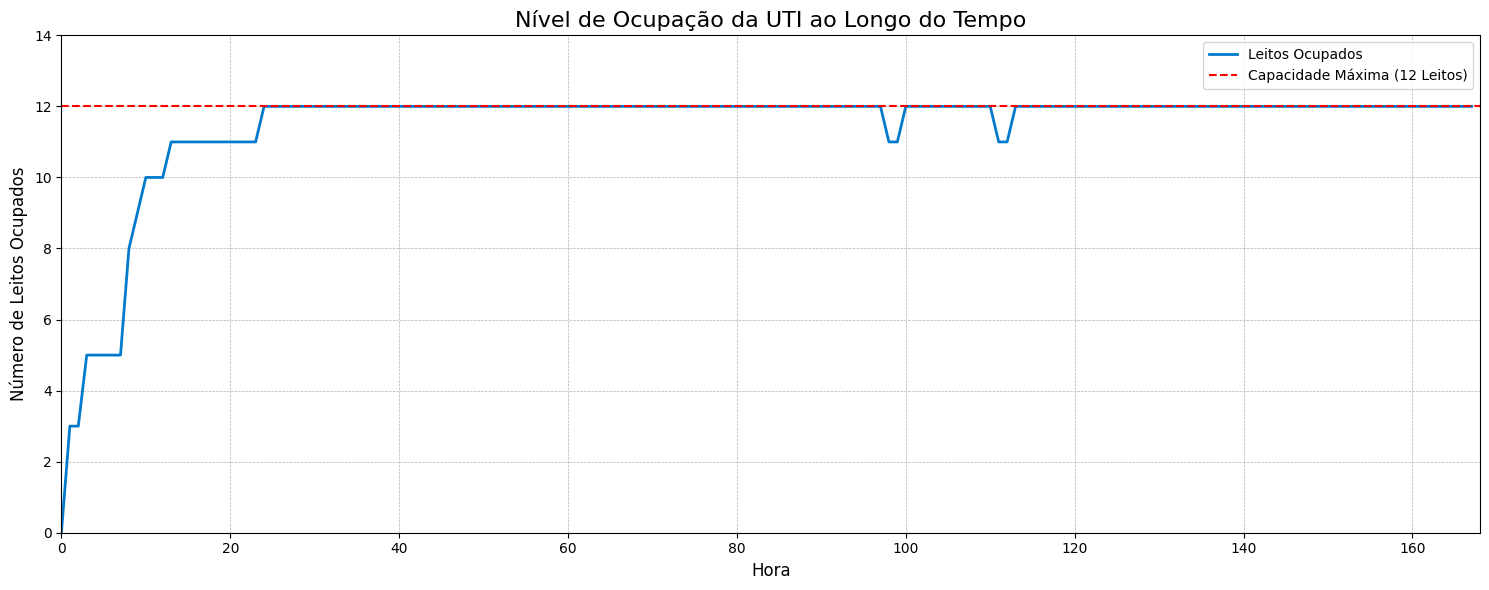 Nível de Ocupação da UTI ao Longo do Tempo
14
12
10
8
6
4
2
0
Número de Leitos Ocupados
Leitos Ocupados
Capacidade Máxima (12 Leitos)
0 20 40 60 80 100 120 140 160
Hora